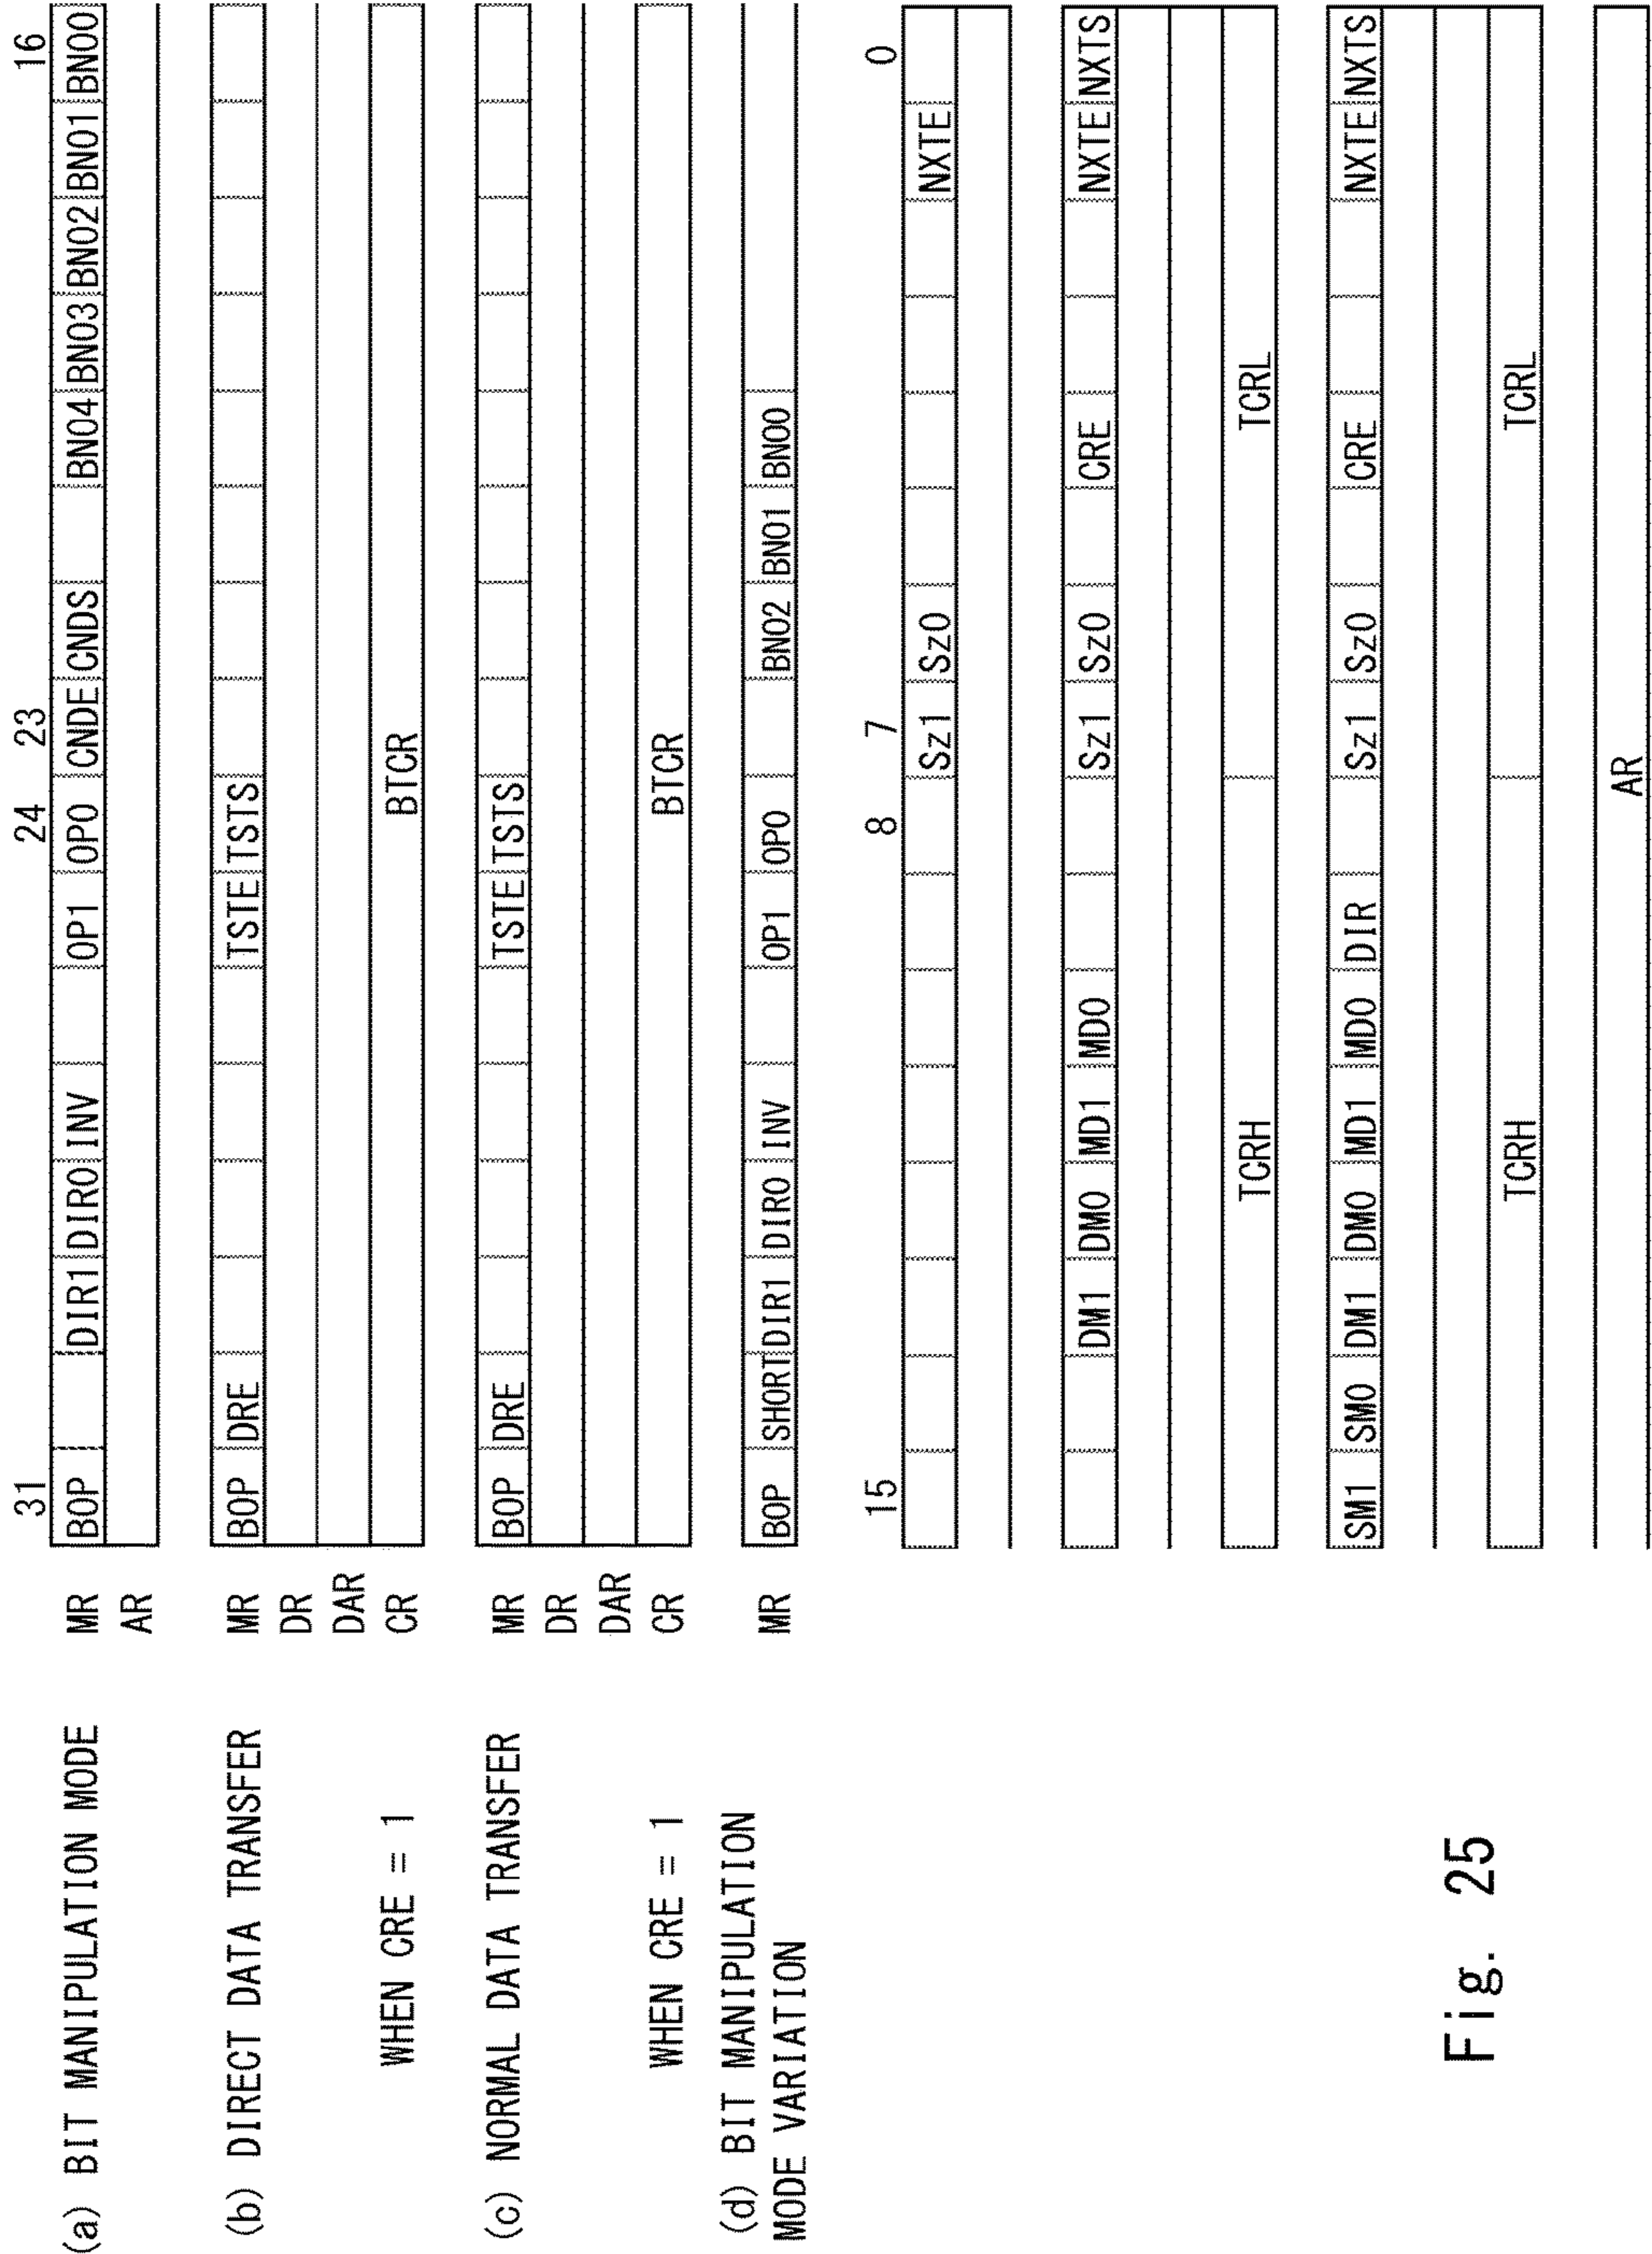 31 24 23 16
(a) BIT MANIPULATION MODE MR BOP DIR1 DIR0 INV OP1 OP0 CNDE CNDS BN04 BN03 BN02 BN01 BN00
AR
(b) DIRECT DATA TRANSFER MR BOP DRE TSTE TSTS
DR
DAR
WHEN CRE = 1 CR BTCR
(c) NORMAL DATA TRANSFER MR BOP DRE TSTE TSTS
DR
DAR
WHEN CRE = 1 CR BTCR
(d) BIT MANIPULATION MR BOP SHORT DIR1 DIR0 INV OP1 OP0 BN02 BN01 BN00
MODE VARIATION
15 8 7 0
Sz1 Sz0 NXTE
DM1 DM0 MD1 MD0 Sz1 Sz0 CRE NXTE NXTS
TCRH TCRL
SM1 SM0 DM1 DM0 MD1 MD0 DIR Sz1 Sz0 CRE NXTE NXTS
TCRH TCRL
AR
Fig. 25